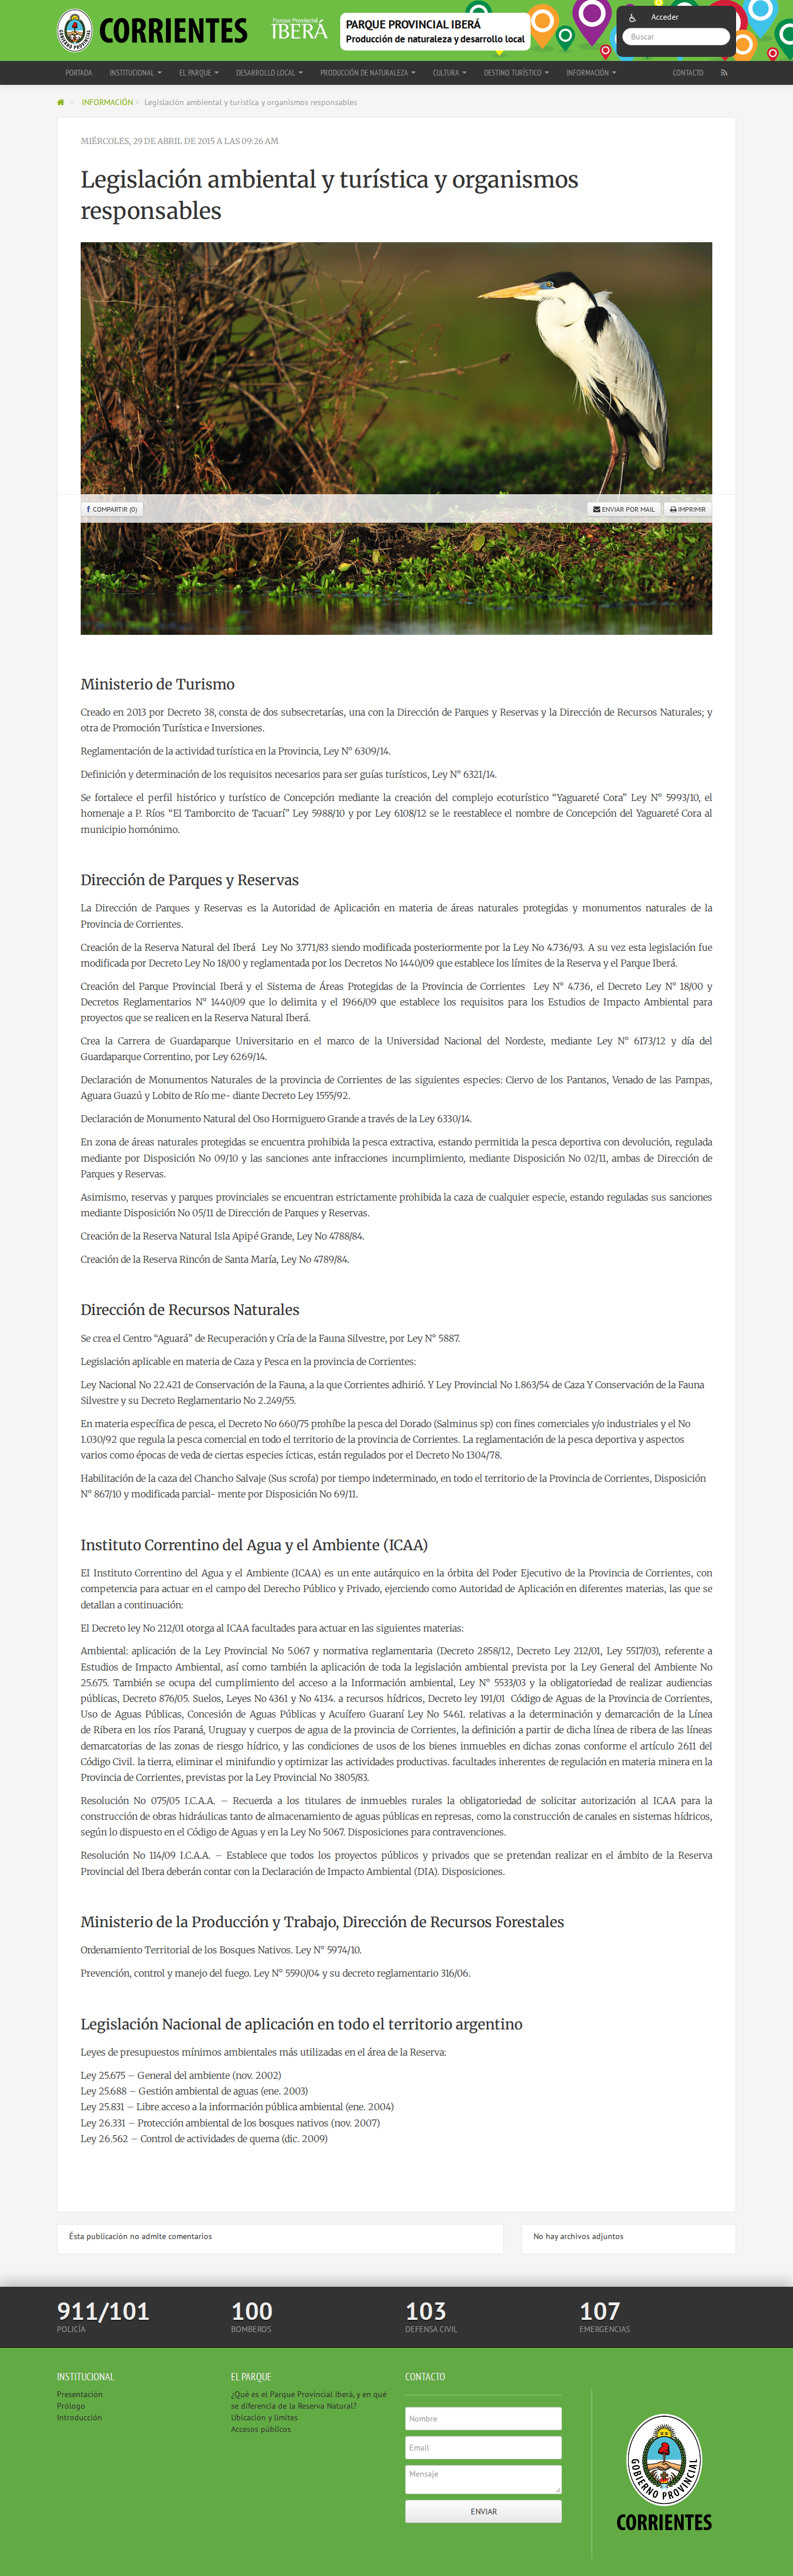 CORRIENTES
Parque Provincial
IBERÁ
PARQUE PROVINCIAL IBERÁ
Producción de naturaleza y desarrollo local
Acceder
Buscar
PORTADA INSTITUCIONAL EL PARQUE DESARROLLO LOCAL PRODUCCIÓN DE NATURALEZA CULTURA DESTINO TURÍSTICO INFORMACIÓN CONTACTO
> INFORMACIÓN > Legislación ambiental y turística y organismos responsables
MIÉRCOLES, 29 DE ABRIL DE 2015 A LAS 09:26 AM
Legislación ambiental y turística y organismos
responsables
COMPARTIR (0) ENVIAR POR MAIL IMPRIMIR
Ministerio de Turismo
Creado en 2013 por Decreto 38, consta de dos subsecretarías, una con la Dirección de Parques y Reservas y la Dirección de Recursos Naturales; y
otra de Promoción Turística e Inversiones.
Reglamentación de la actividad turística en la Provincia, Ley N° 6309/14.
Definición y determinación de los requisitos necesarios para ser guías turísticos, Ley N° 6321/14.
Se fortalece el perfil histórico y turístico de Concepción mediante la creación del complejo ecoturístico “Yaguareté Cora” Ley N° 5993/10, el
homenaje a P. Ríos “El Tamborcito de Tacuarí” Ley 5988/10 y por Ley 6108/12 se le reestablece el nombre de Concepción del Yaguareté Cora al
municipio homónimo.
Dirección de Parques y Reservas
La Dirección de Parques y Reservas es la Autoridad de Aplicación en materia de áreas naturales protegidas y monumentos naturales de la
Provincia de Corrientes.
Creación de la Reserva Natural del Iberá Ley No 3.771/83 siendo modificada posteriormente por la Ley No 4.736/93. A su vez esta legislación fue
modificada por Decreto Ley No 18/00 y reglamentada por los Decretos No 1440/09 que establece los límites de la Reserva y el Parque Iberá.
Creación del Parque Provincial Iberá y el Sistema de Áreas Protegidas de la Provincia de Corrientes Ley N° 4.736, el Decreto Ley N° 18/00 y
Decretos Reglamentarios N° 1440/09 que lo delimita y el 1966/09 que establece los requisitos para los Estudios de Impacto Ambiental para
proyectos que se realicen en la Reserva Natural Iberá.
Crea la Carrera de Guardaparque Universitario en el marco de la Universidad Nacional del Nordeste, mediante Ley N° 6173/12 y día del
Guardaparque Correntino, por Ley 6269/14.
Declaración de Monumentos Naturales de la provincia de Corrientes de las siguientes especies: Ciervo de los Pantanos, Venado de las Pampas,
Aguara Guazú y Lobito de Río me- diante Decreto Ley 1555/92.
Declaración de Monumento Natural del Oso Hormiguero Grande a través de la Ley 6330/14.
En zona de áreas naturales protegidas se encuentra prohibida la pesca extractiva, estando permitida la pesca deportiva con devolución, regulada
mediante por Disposición No 09/10 y las sanciones ante infracciones incumplimiento, mediante Disposición No 02/11, ambas de Dirección de
Parques y Reservas.
Asimismo, reservas y parques provinciales se encuentran estrictamente prohibida la caza de cualquier especie, estando reguladas sus sanciones
mediante Disposición No 05/11 de Dirección de Parques y Reservas.
Creación de la Reserva Natural Isla Apipé Grande, Ley No 4788/84.
Creación de la Reserva Rincón de Santa María, Ley No 4789/84.
Dirección de Recursos Naturales
Se crea el Centro “Aguará” de Recuperación y Cría de la Fauna Silvestre, por Ley N° 5887.
Legislación aplicable en materia de Caza y Pesca en la provincia de Corrientes:
Ley Nacional No 22.421 de Conservación de la Fauna, a la que Corrientes adhirió. Y Ley Provincial No 1.863/54 de Caza Y Conservación de la Fauna
Silvestre y su Decreto Reglamentario No 2.249/55.
En materia específica de pesca, el Decreto No 660/75 prohíbe la pesca del Dorado (Salminus sp) con fines comerciales y/o industriales y el No
1.030/92 que regula la pesca comercial en todo el territorio de la provincia de Corrientes. La reglamentación de la pesca deportiva y aspectos
varios como épocas de veda de ciertas especies ícticas, están regulados por el Decreto No 1304/78.
Habilitación de la caza del Chancho Salvaje (Sus scrofa) por tiempo indeterminado, en todo el territorio de la Provincia de Corrientes, Disposición
N° 867/10 y modificada parcial- mente por Disposición No 69/11.
Instituto Correntino del Agua y el Ambiente (ICAA)
EI Instituto Correntino del Agua y el Ambiente (ICAA) es un ente autárquico en la órbita del Poder Ejecutivo de la Provincia de Corrientes, con
competencia para actuar en el campo del Derecho Público y Privado, ejerciendo como Autoridad de Aplicación en diferentes materias, las que se
detallan a continuación:
El Decreto ley No 212/01 otorga al ICAA facultades para actuar en las siguientes materias:
Ambiental: aplicación de la Ley Provincial No 5.067 y normativa reglamentaria (Decreto 2858/12, Decreto Ley 212/01, Ley 5517/03), referente a
Estudios de Impacto Ambiental, así como también la aplicación de toda la legislación ambiental prevista por la Ley General del Ambiente No
25.675. También se ocupa del cumplimiento del acceso a la Información ambiental, Ley N° 5533/03 y la obligatoriedad de realizar audiencias
públicas, Decreto 876/05. Suelos, Leyes No 4361 y No 4134. a recursos hídricos, Decreto ley 191/01 Código de Aguas de la Provincia de Corrientes,
Uso de Aguas Públicas, Concesión de Aguas Públicas y Acuífero Guaraní Ley No 5461. relativas a la determinación y demarcación de la Línea
de Ribera en los ríos Paraná, Uruguay y cuerpos de agua de la provincia de Corrientes, la definición a partir de dicha línea de ribera de las líneas
demarcatorias de las zonas de riesgo hídrico, y las condiciones de usos de los bienes inmuebles en dichas zonas conforme el artículo 2611 del
Código Civil. la tierra, eliminar el minifundio y optimizar las actividades productivas. facultades inherentes de regulación en materia minera en la
Provincia de Corrientes, previstas por la Ley Provincial No 3805/83.
Resolución No 075/05 I.C.A.A. – Recuerda a los titulares de inmuebles rurales la obligatoriedad de solicitar autorización al ICAA para la
construcción de obras hidráulicas tanto de almacenamiento de aguas públicas en represas, como la construcción de canales en sistemas hídricos,
según lo dispuesto en el Código de Aguas y en la Ley No 5067. Disposiciones para contravenciones.
Resolución No 114/09 I.C.A.A. – Establece que todos los proyectos públicos y privados que se pretendan realizar en el ámbito de la Reserva
Provincial del Ibera deberán contar con la Declaración de Impacto Ambiental (DIA). Disposiciones.
Ministerio de la Producción y Trabajo, Dirección de Recursos Forestales
Ordenamiento Territorial de los Bosques Nativos. Ley N° 5974/10.
Prevención, control y manejo del fuego. Ley N° 5590/04 y su decreto reglamentario 316/06.
Legislación Nacional de aplicación en todo el territorio argentino
Leyes de presupuestos mínimos ambientales más utilizadas en el área de la Reserva:
Ley 25.675 – General del ambiente (nov. 2002)
Ley 25.688 – Gestión ambiental de aguas (ene. 2003)
Ley 25.831 – Libre acceso a la información pública ambiental (ene. 2004)
Ley 26.331 – Protección ambiental de los bosques nativos (nov. 2007)
Ley 26.562 – Control de actividades de quema (dic. 2009)
Ésta publicación no admite comentarios
No hay archivos adjuntos
911/101 100 103 107
POLICÍA BOMBEROS DEFENSA CIVIL EMERGENCIAS
INSTITUCIONAL
Presentación
Prólogo
Introducción
EL PARQUE
¿Qué es el Parque Provincial Iberá, y en qué
se diferencia de la Reserva Natural?
Ubicación y límites
Accesos públicos
CONTACTO
Nombre
Email
Mensaje
ENVIAR
GOBIERNO PROVINCIAL
CORRIENTES